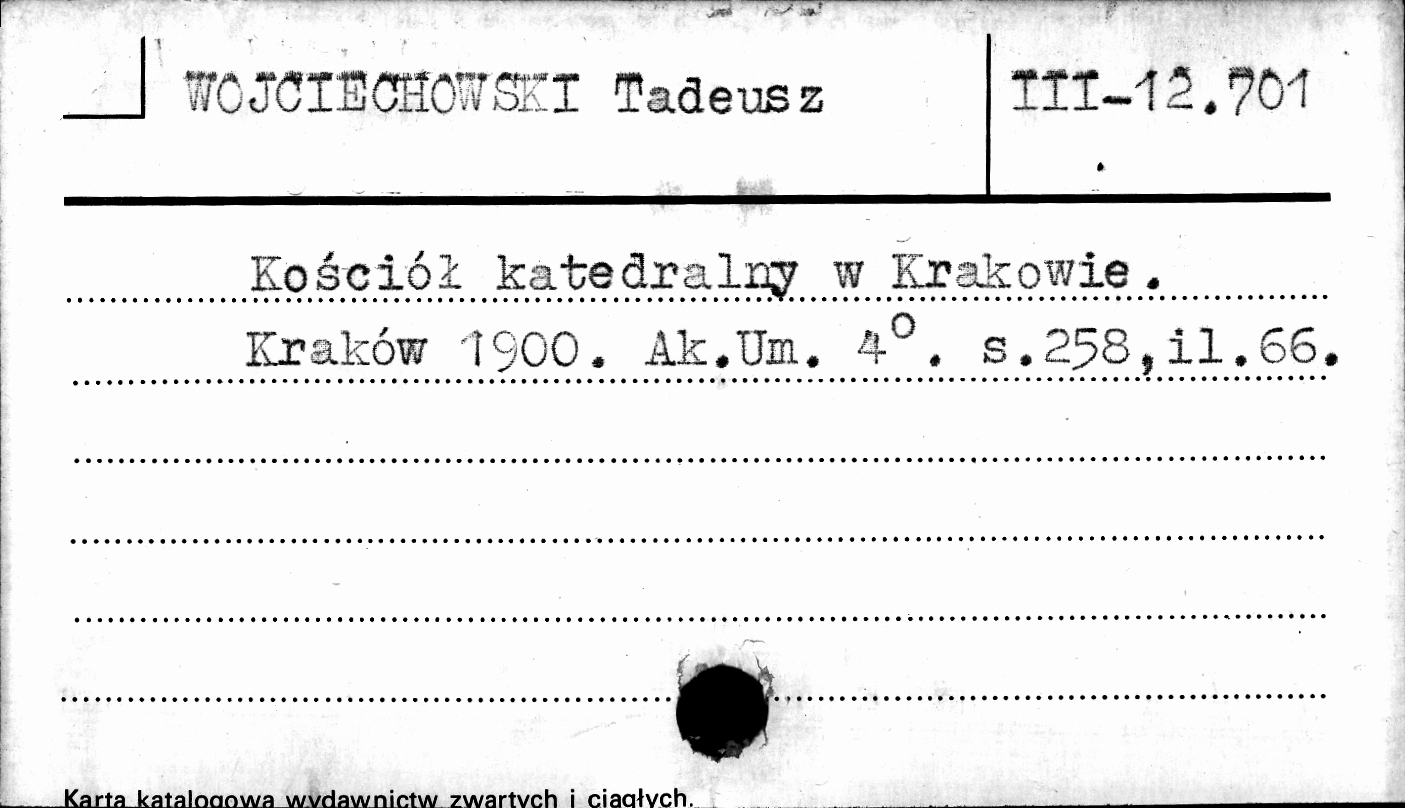 WOJCIECHOWSKI Tadeusz
III-12.701
Kościół katedralny w Krakowie.
Kraków 1900. Ak.Um. 4º. s.258,il.66.
Karta katalogowa wydawnictw zwartych i ciągłych.